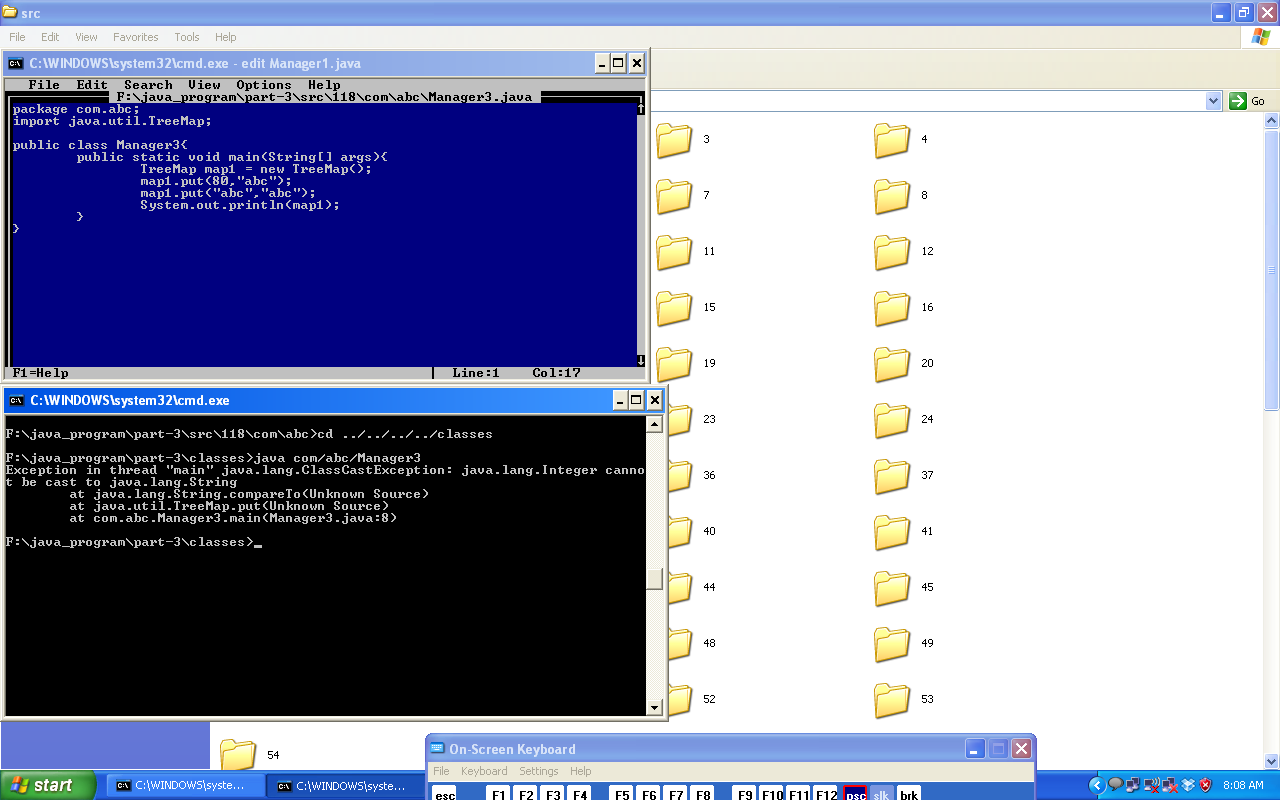 src
File Edit View Favorites Tools Help
C:\WINDOWS\system32\cmd.exe - edit Manager1.java
File Edit Search View Options Help
F:\java_program\part-3\src\118\com\abc\Manager3.java
package com.abc;
import java.util.TreeMap;
public class Manager3{
public static void main(String[] args){
TreeMap map1 = new TreeMap();
map1.put(80,"abc");
map1.put("abc","abc");
System.out.println(map1);
}
}
F1=Help Line:1 Col:17
C:\WINDOWS\system32\cmd.exe
F:\java_program\part-3\src\118\com\abc>cd ../../../../classes
F:\java_program\part-3\classes>java com/abc/Manager3
Exception in thread "main" java.lang.ClassCastException: java.lang.Integer canno
t be cast to java.lang.String
at java.lang.String.compareTo(Unknown Source)
at java.util.TreeMap.put(Unknown Source)
at com.abc.Manager3.main(Manager3.java:8)
F:\java_program\part-3\classes>_
Go
3 4
7 8
11 12
15 16
19 20
23 24
36 37
40 41
44 45
48 49
52 53
54
On-Screen Keyboard
File Keyboard Settings Help
esc F1 F2 F3 F4 F5 F6 F7 F8 F9 F10 F11 F12 psc slk brk
start C:\WINDOWS\syste... C:\WINDOWS\syste... 8:08 AM